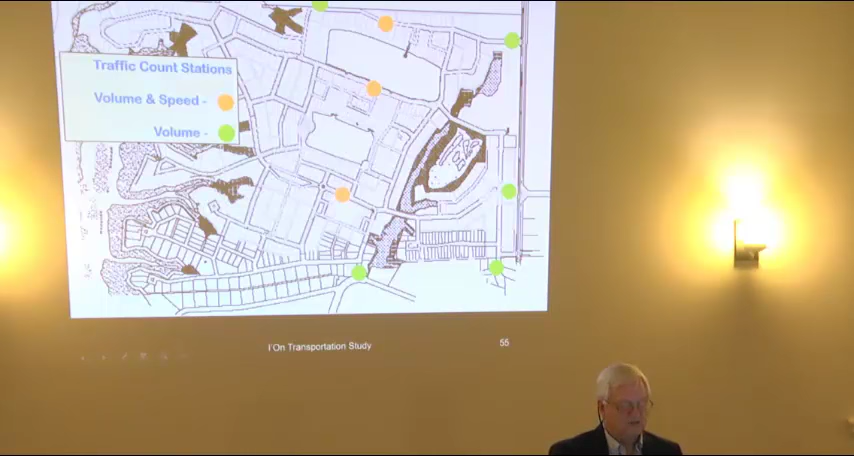 Traffic Count Stations
Volume & Speed -
Volume -
I'On Transportation Study
55